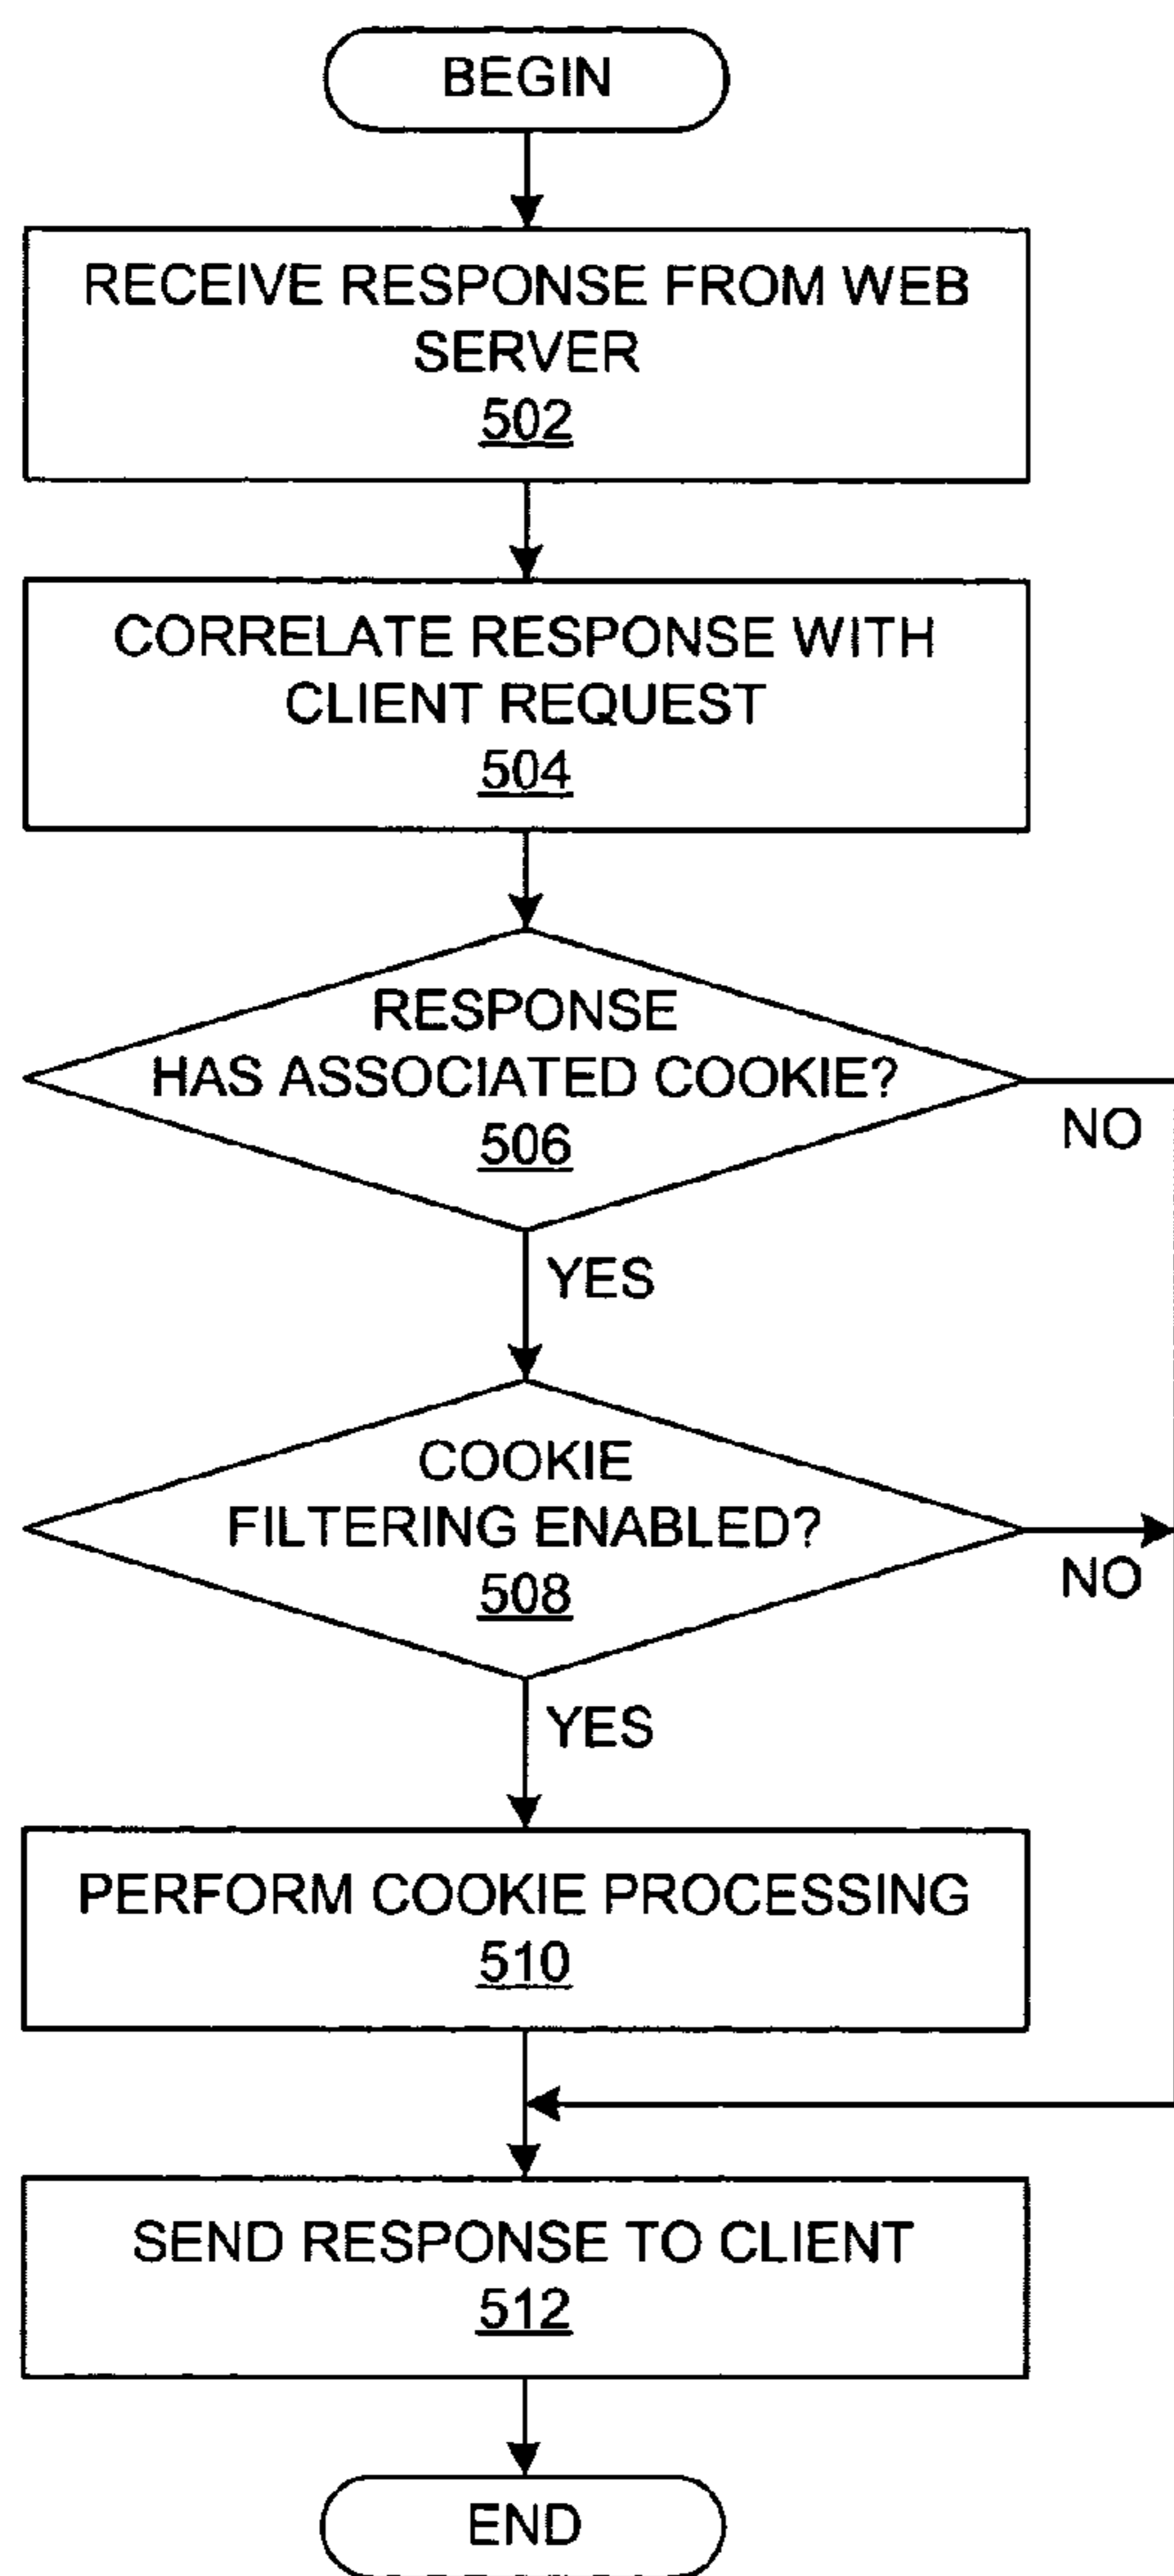 BEGIN
RECEIVE RESPONSE FROM WEB
SERVER
502
CORRELATE RESPONSE WITH
CLIENT REQUEST
504
RESPONSE
HAS ASSOCIATED COOKIE?
506
NO
YES
COOKIE
FILTERING ENABLED?
508
NO
YES
PERFORM COOKIE PROCESSING
510
SEND RESPONSE TO CLIENT
512
END